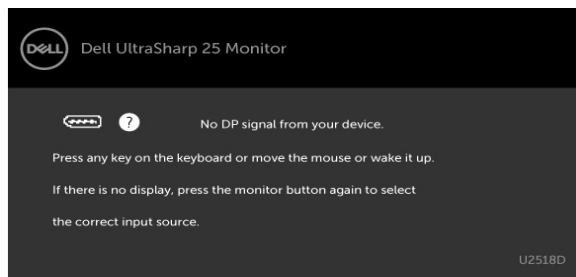 DELL Dell UltraSharp 25 Monitor
? No DP signal from your device.
Press any key on the keyboard or move the mouse or wake it up.
If there is no display, press the monitor button again to select
the correct input source.
U2518D